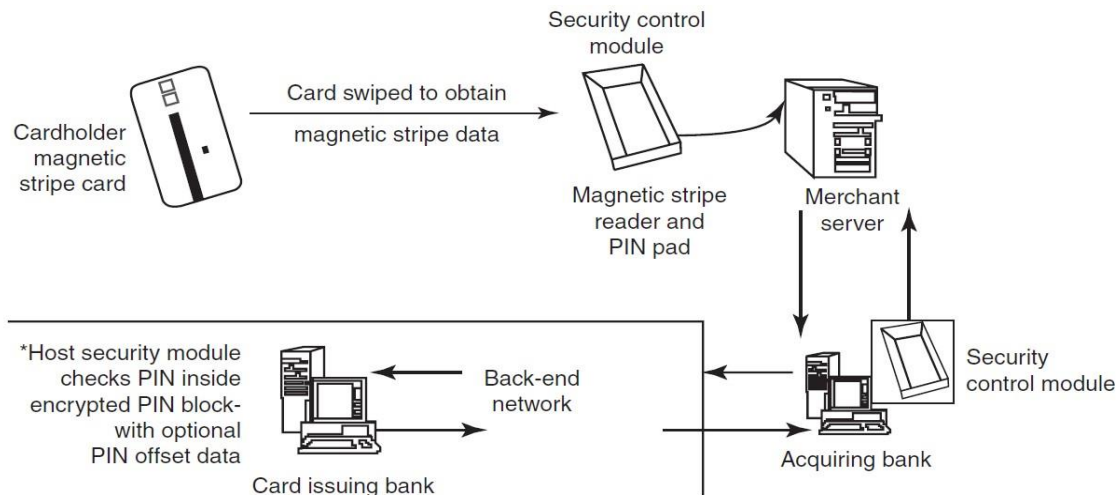 Security control
module
Card swiped to obtain
magnetic stripe data
Cardholder
magnetic
stripe card
Magnetic stripe
reader and
PIN pad
Merchant
server
*Host security module
checks PIN inside
encrypted PIN block-
with optional
PIN offset data
Back-end
network
Security
control module
Card issuing bank
Acquiring bank